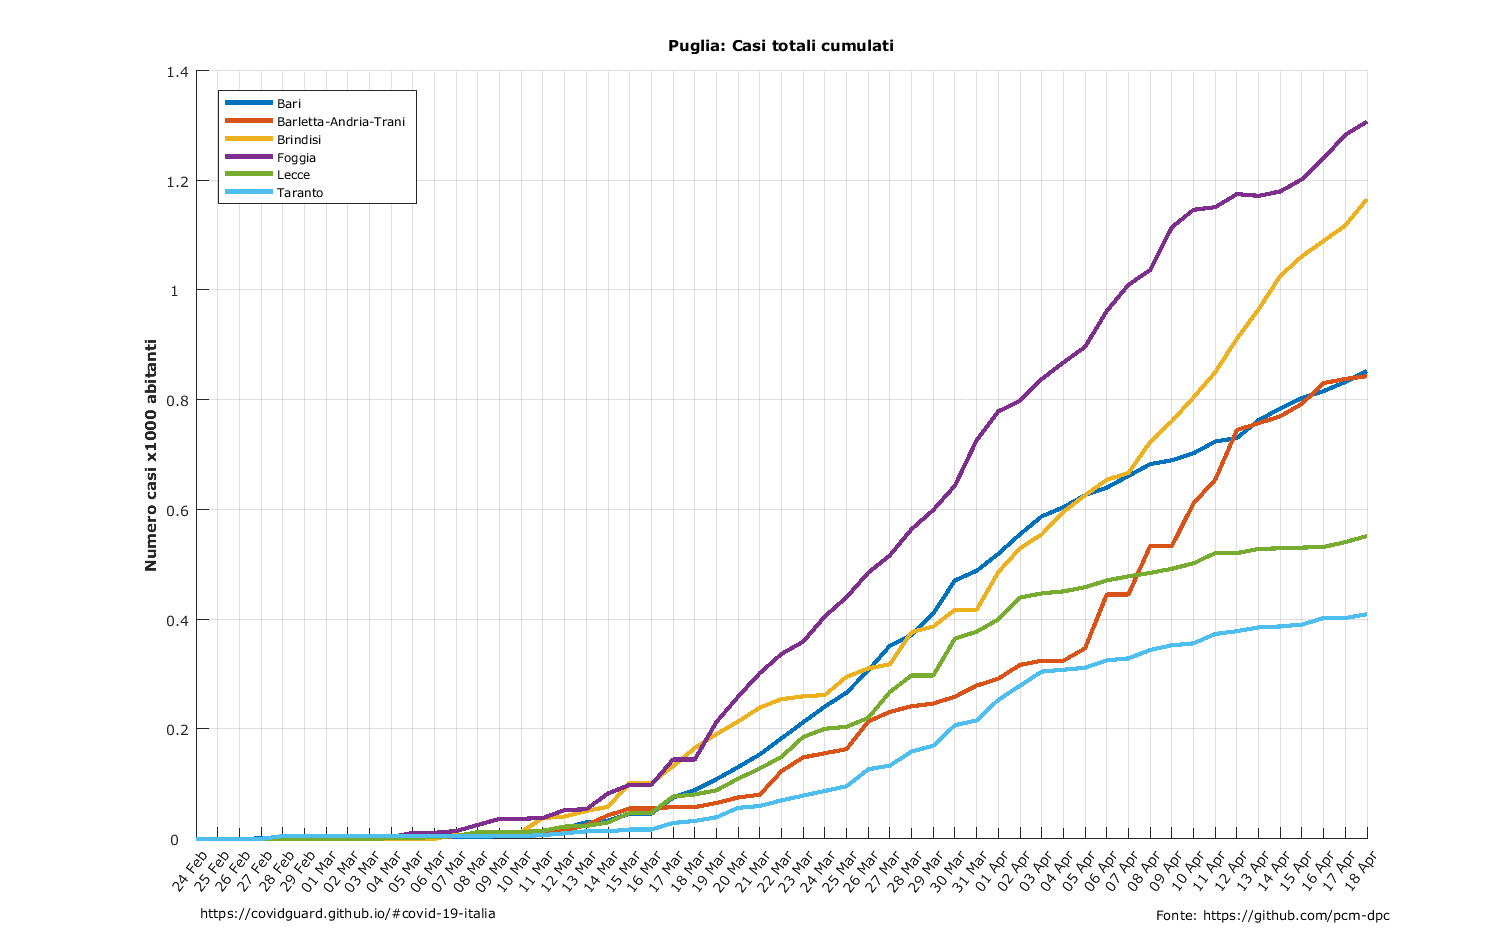 Puglia: Casi totali cumulati
1.4
1.2
1
0.8
0.6
0.4
0.2
0
Numero casi x1000 abitanti
Bari
Barletta-Andria-Trani
Brindisi
Foggia
Lecce
Taranto
24 Feb
25 Feb
26 Feb
27 Feb
28 Feb
29 Feb
01 Mar
02 Mar
03 Mar
04 Mar
05 Mar
06 Mar
07 Mar
08 Mar
09 Mar
10 Mar
11 Mar
12 Mar
13 Mar
14 Mar
15 Mar
16 Mar
17 Mar
18 Mar
19 Mar
20 Mar
21 Mar
22 Mar
23 Mar
24 Mar
25 Mar
26 Mar
27 Mar
28 Mar
29 Mar
30 Mar
31 Mar
01 Apr
02 Apr
03 Apr
04 Apr
05 Apr
06 Apr
07 Apr
08 Apr
09 Apr
10 Apr
11 Apr
12 Apr
13 Apr
14 Apr
15 Apr
16 Apr
17 Apr
18 Apr
https://covidguard.github.io/#covid-19-italia
Fonte: https://github.com/pcm-dpc